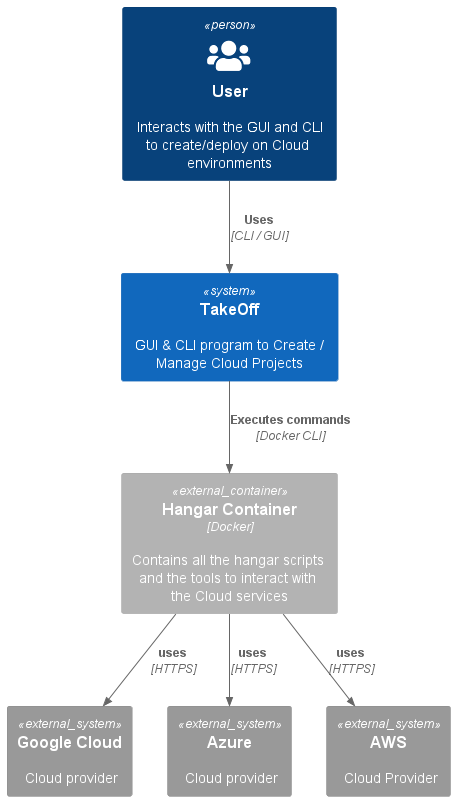 «person»
User
Interacts with the GUI and CLI
to create/deploy on Cloud
environments
Uses
[CLI / GUI]
«system»
TakeOff
GUI & CLI program to Create /
Manage Cloud Projects
Executes commands
[Docker CLI]
«external_container»
Hangar Container
[Docker]
Contains all the hangar scripts
and the tools to interact with
the Cloud services
uses
[HTTPS]
uses
[HTTPS]
uses
[HTTPS]
«external_system»
Google Cloud
Cloud provider
«external_system»
Azure
Cloud provider
«external_system»
AWS
Cloud Provider